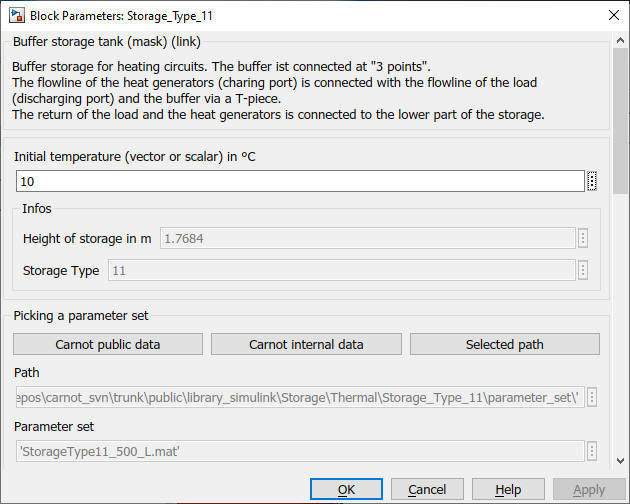 Block Parameters: Storage_Type_11
Buffer storage tank (mask) (link)
Buffer storage for heating circuits. The buffer ist connected at "3 points".
The flowline of the heat generators (charing port) is connected with the flowline of the load
(discharging port) and the buffer via a T-piece.
The return of the load and the heat generators is connected to the lower part of the storage.
Initial temperature (vector or scalar) in °C
10
Infos
Height of storage in m 1.7684
Storage Type 11
Picking a parameter set
Carnot public data Carnot internal data Selected path
Path
epos\carnot_svn\trunk\public\library_simulink\Storage\Thermal\Storage_Type_11\parameter_set\'
Parameter set
'StorageType11_500_L.mat'
OK Cancel Help Apply